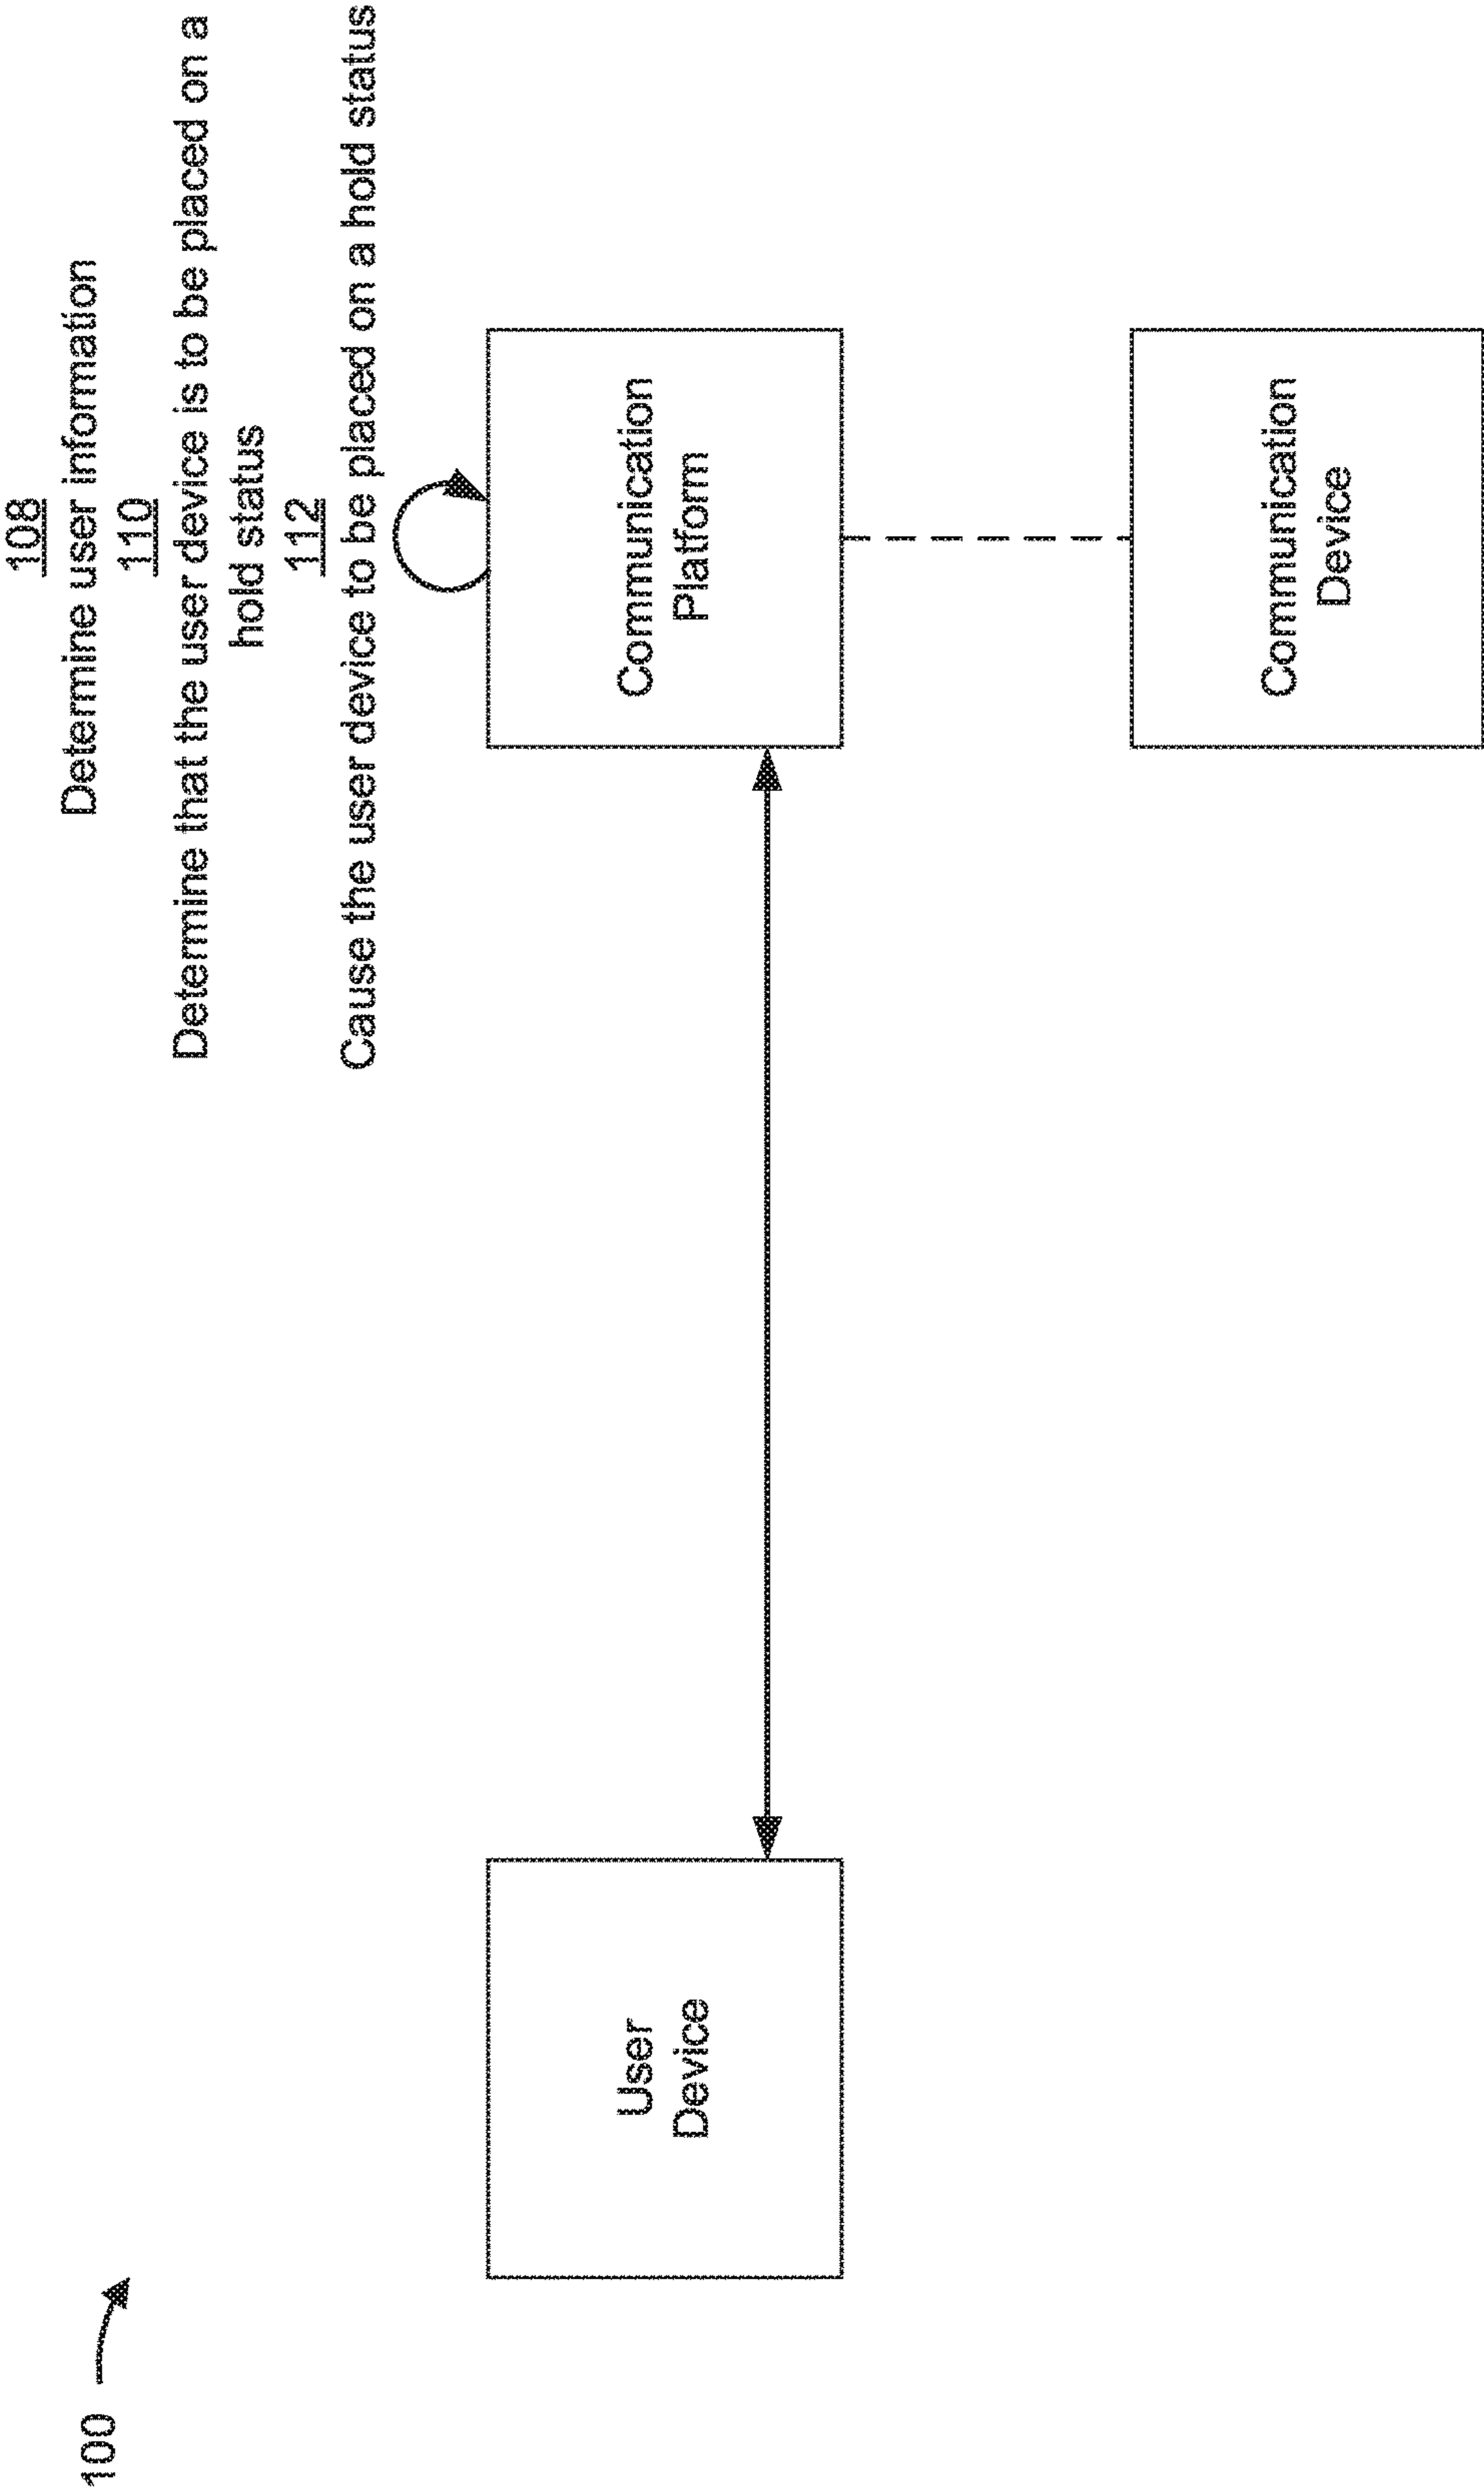 100
108
Determine user information
110
Determine that the user device is to be placed on a
hold status
112
Cause the user device to be placed on a hold status
User
Device
Communication
Platform
Communication
Device